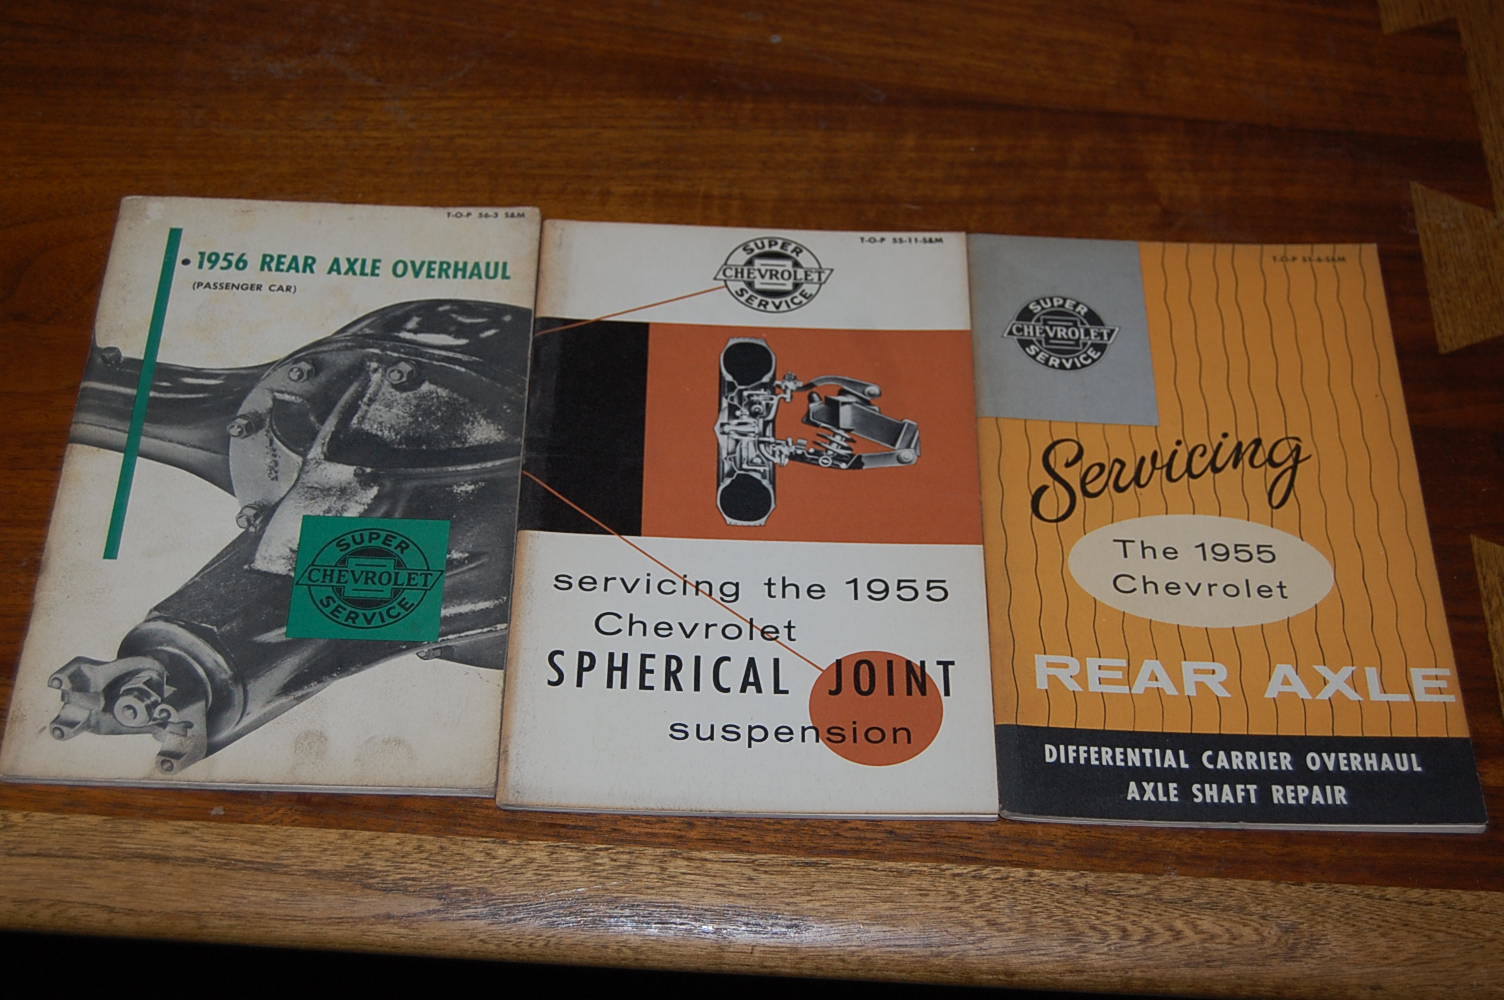 T-O-P 56-3 S&M
• 1956 REAR AXLE OVERHAUL
(PASSENGER CAR)
SUPER
CHEVROLET
SERVICE
T-O-P 55-11-S&M
SUPER
CHEVROLET
SERVICE
servicing the 1955
Chevrolet
SPHERICAL JOINT
suspension
SUPER
CHEVROLET
SERVICE
Servicing
The 1955
Chevrolet
REAR AXLE
DIFFERENTIAL CARRIER OVERHAUL
AXLE SHAFT REPAIR